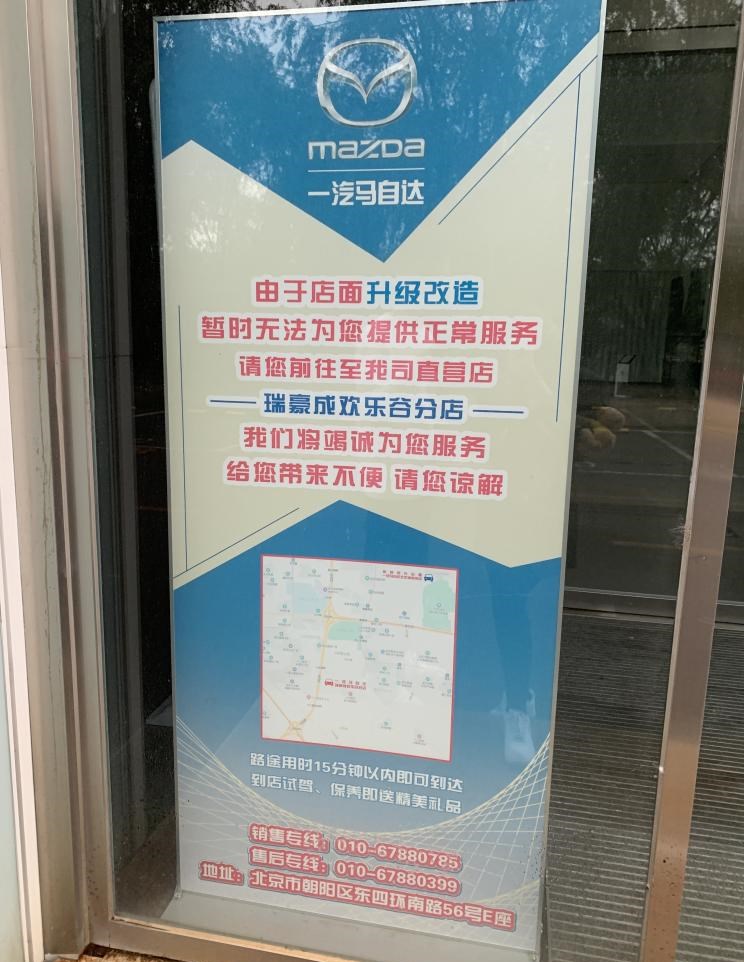 mazda
一汽马自达
由于店面升级改造
暂时无法为您提供正常服务
请您前往至我司直营店
—— 瑞豪成欢乐谷分店 ——
我们将竭诚为您服务
给您带来不便 请您谅解
路途用时15分钟以内即可到达
到店试驾、保养即送精美礼品
销售专线：010-67880785
售后专线：010-67880399
地址：北京市朝阳区东四环南路56号E座